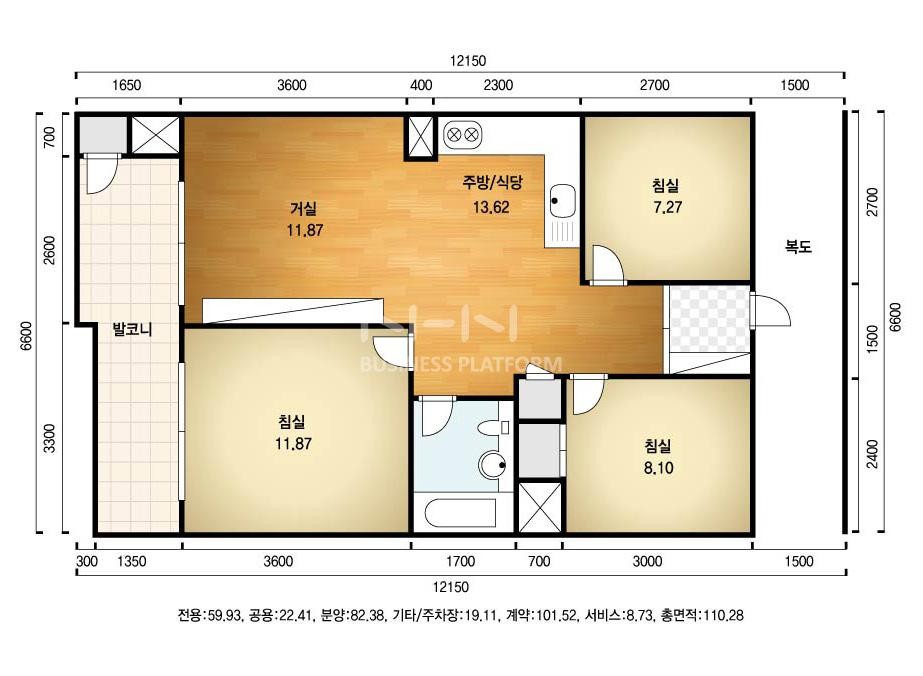 12150
1650 3600 400 2300 2700 1500
700
2600
6600
3300
2700
1500
6600
2400
거실
11.87
주방/식당
13.62
침실
7.27
복도
발코니
NHN
BUSINESS PLATFORM
침실
11.87
침실
8.10
300 1350 3600 1700 700 3000 1500
12150
전용:59.93, 공용:22.41, 분양:82.38, 기타/주차장:19.11, 계약:101.52, 서비스:8.73, 총면적:110.28